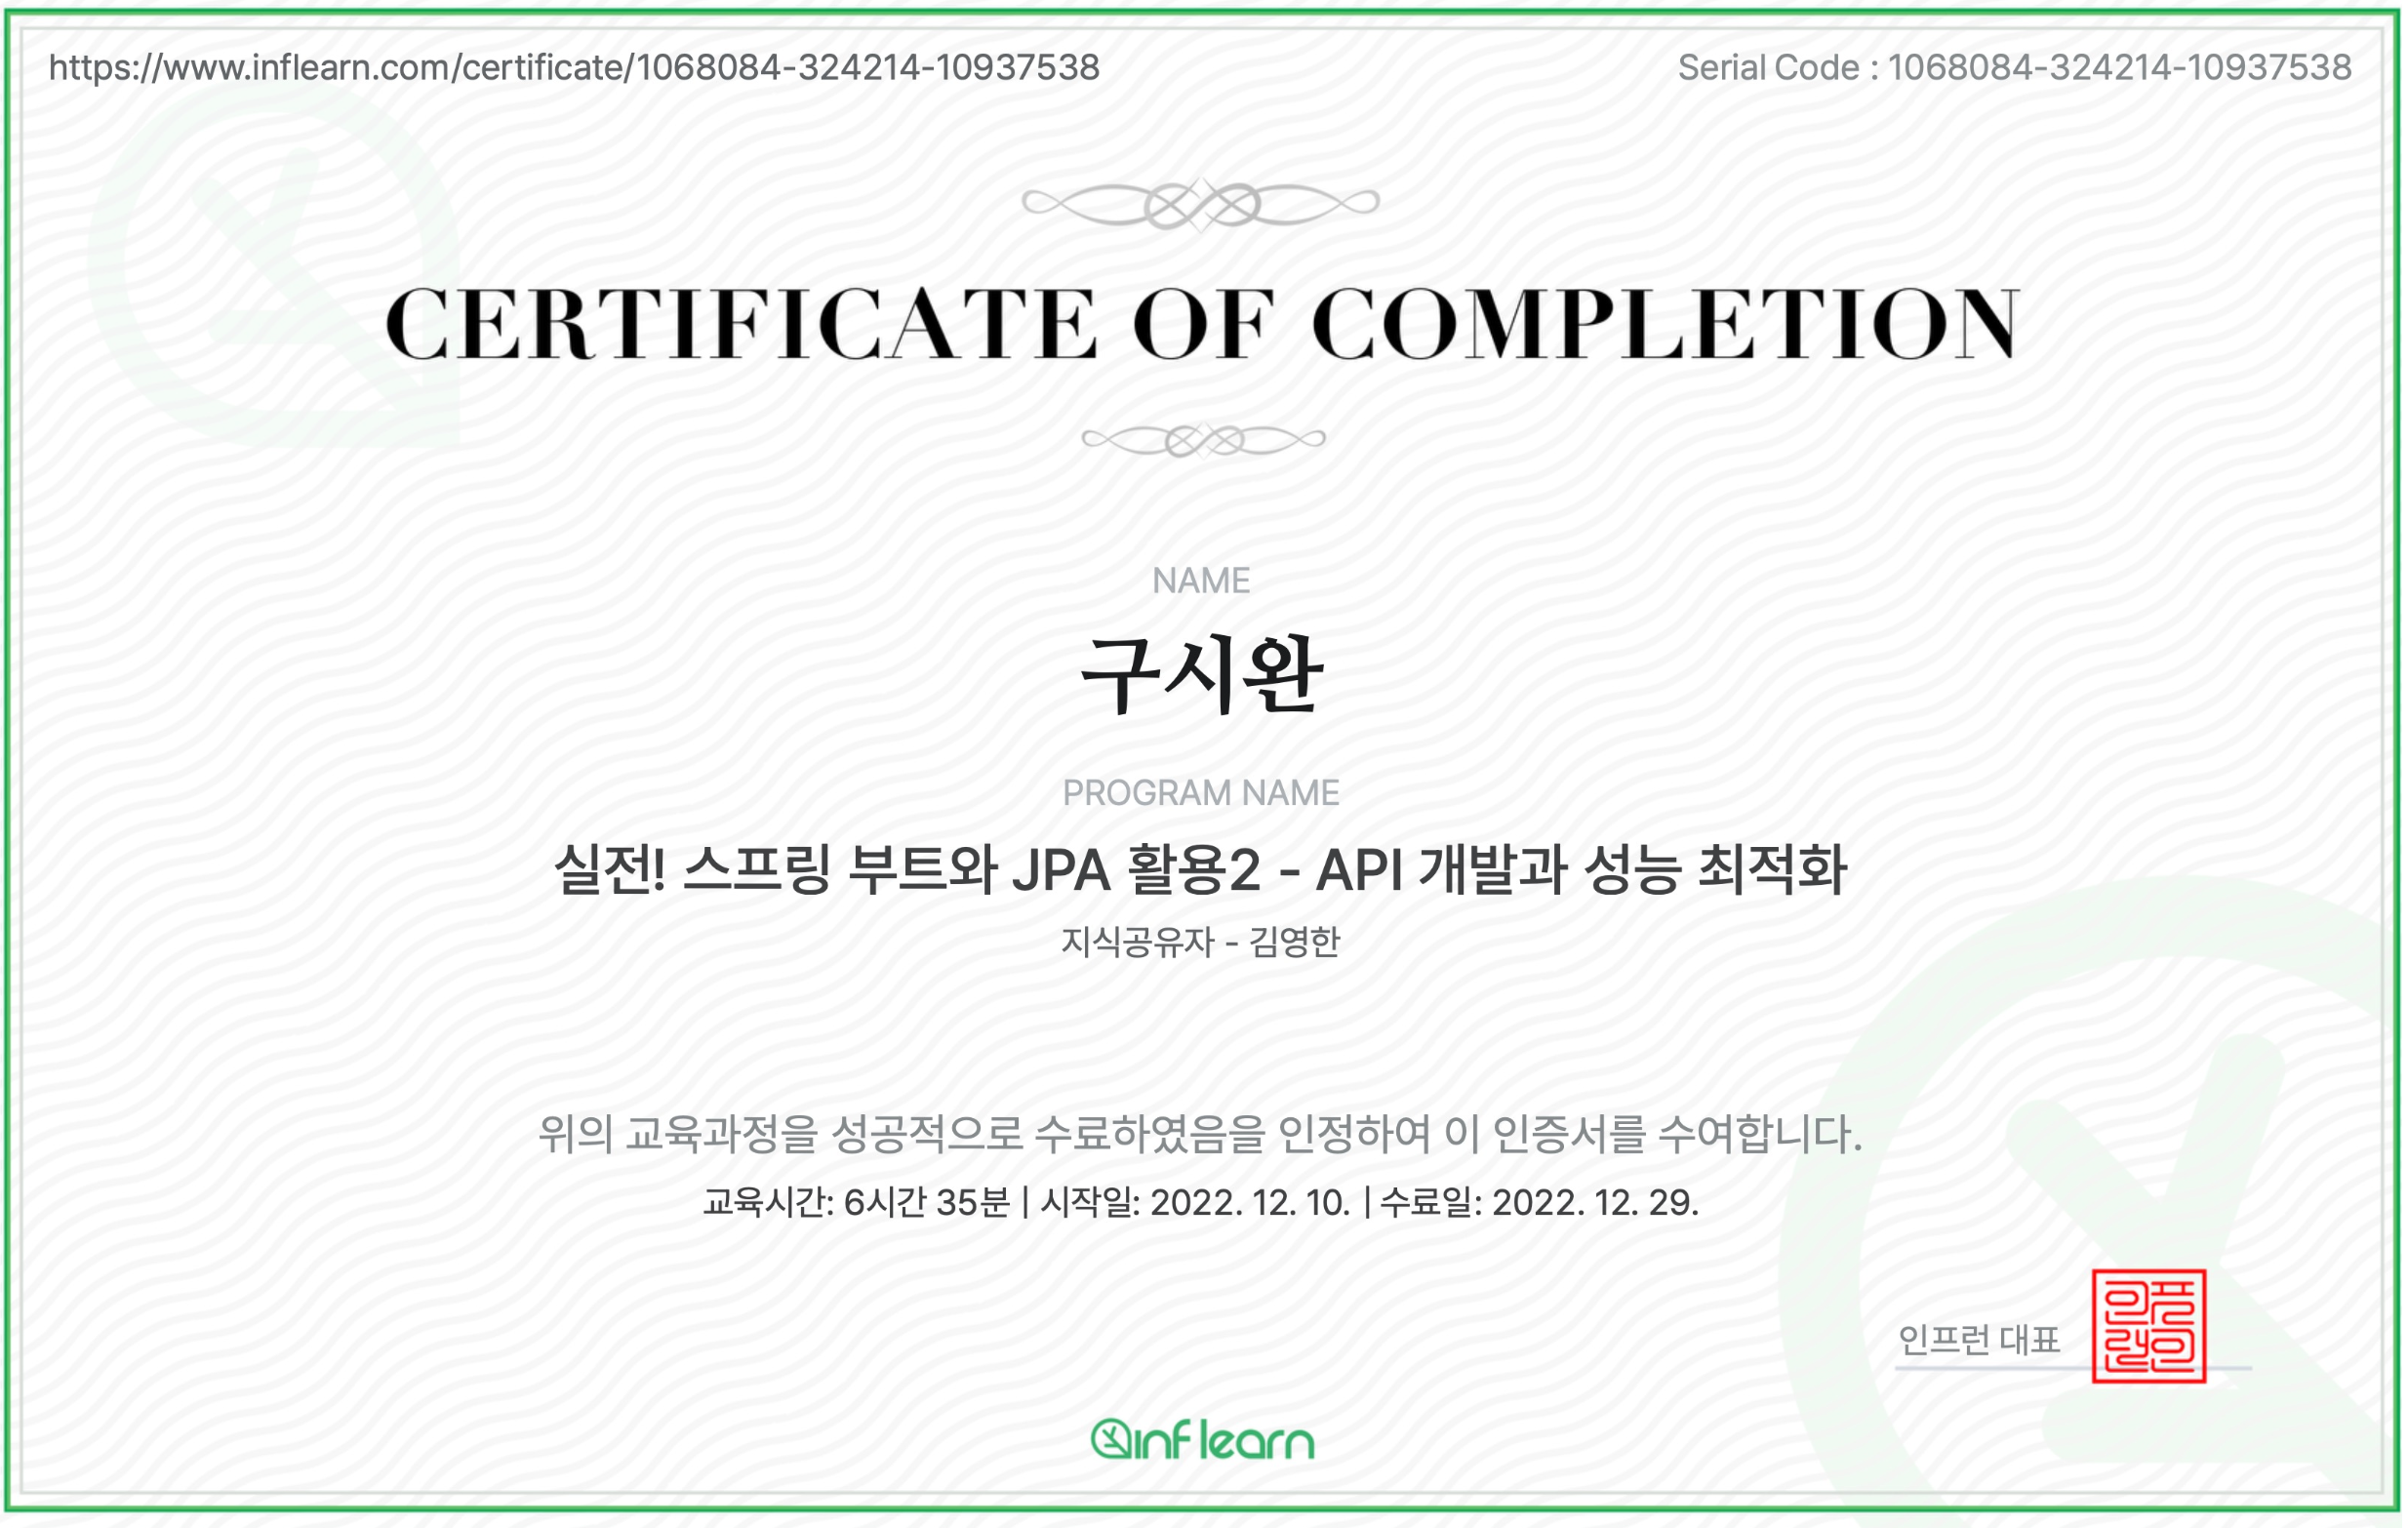 https://www.inflearn.com/certificate/1068084-324214-10937538
Serial Code : 1068084-324214-10937538
CERTIFICATE OF COMPLETION
NAME
구시완
PROGRAM NAME
실전! 스프링 부트와 JPA 활용2 - API 개발과 성능 최적화
지식공유자 - 김영한
위의 교육과정을 성공적으로 수료하였음을 인정하여 이 인증서를 수여합니다.
교육시간: 6시간 35분 | 시작일: 2022. 12. 10. | 수료일: 2022. 12. 29.
인프런 대표
인프런인
inflearn